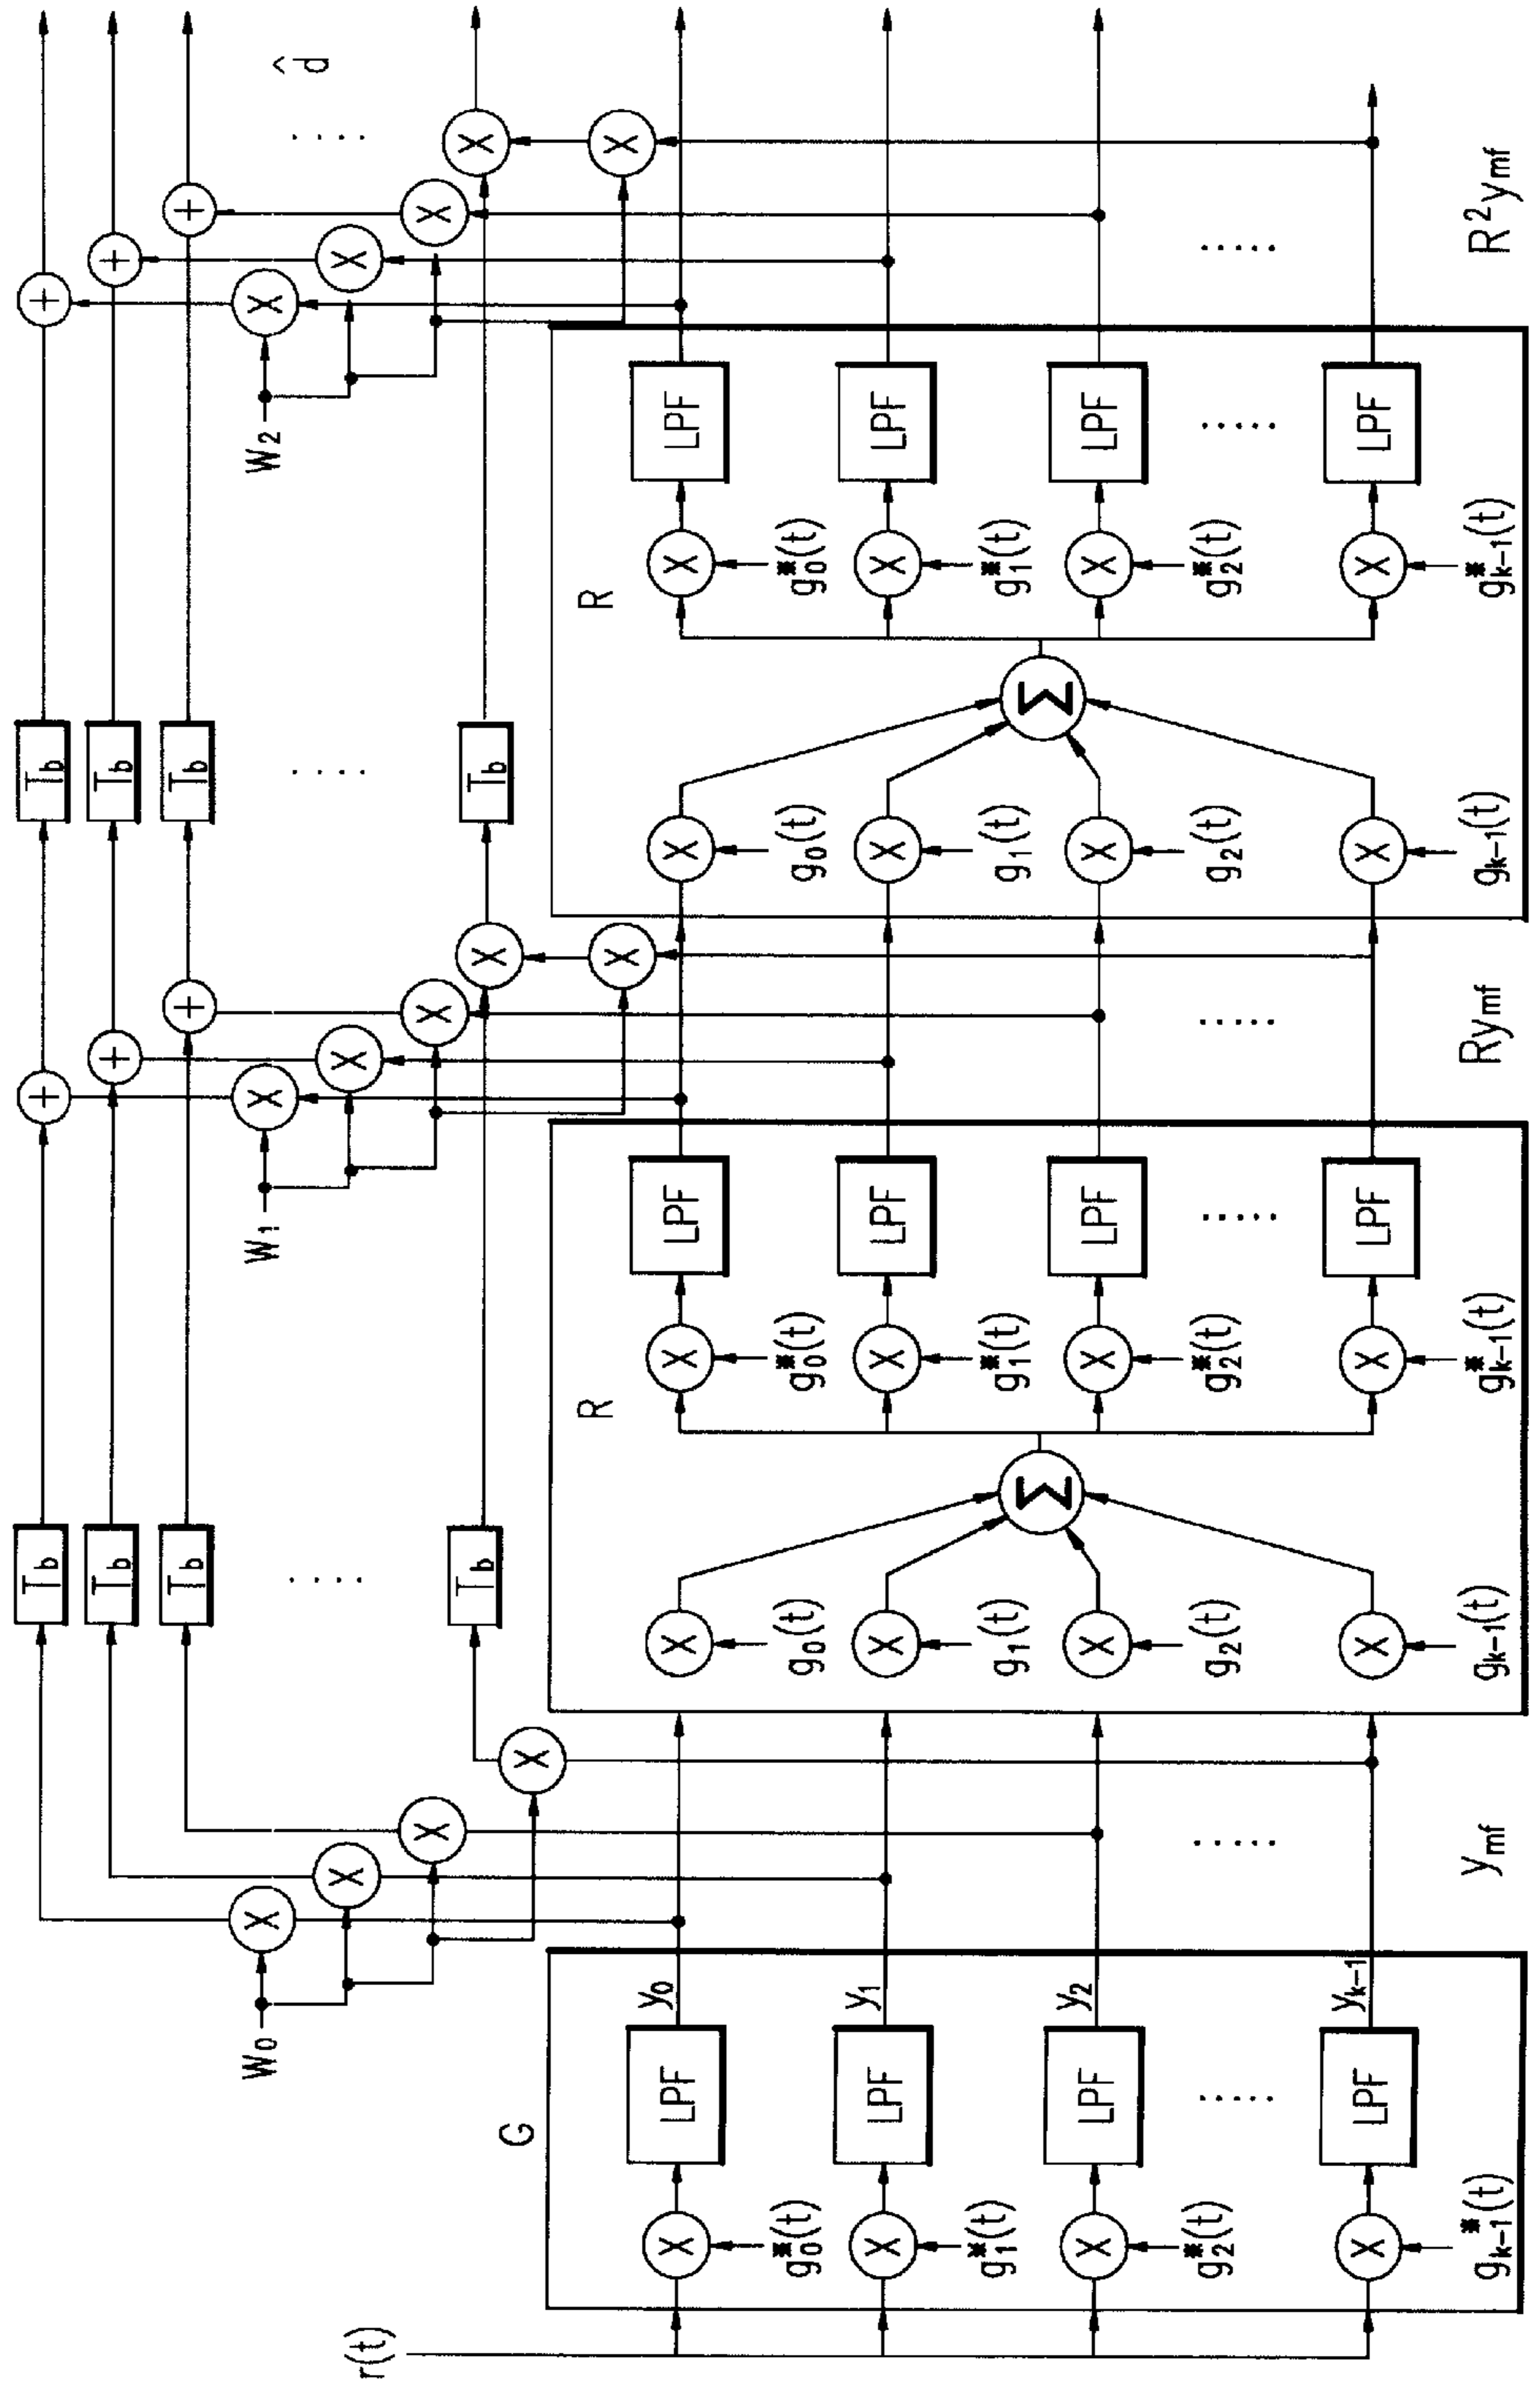 r(t)
G
g*0(t)
g*1(t)
g*2(t)
g*k-1(t)
X
X
X
X
LPF
LPF
LPF
.....
LPF
y0
y1
y2
yk-1
W0
X
X
X
X
.....
ymf
Tb
Tb
Tb
....
Tb
R
X
X
X
X
g0(t)
g1(t)
g2(t)
gk-1(t)
Σ
X
X
X
X
g*0(t)
g*1(t)
g*2(t)
g*k-1(t)
LPF
LPF
LPF
.....
LPF
W1
+
+
+
X
X
X
X
X
.....
Rymf
Tb
Tb
Tb
....
Tb
R
X
X
X
X
g0(t)
g1(t)
g2(t)
gk-1(t)
Σ
X
X
X
X
g*0(t)
g*1(t)
g*2(t)
g*k-1(t)
LPF
LPF
LPF
.....
LPF
W2
+
+
+
X
X
X
X
X
....
d̂
.....
R²ymf